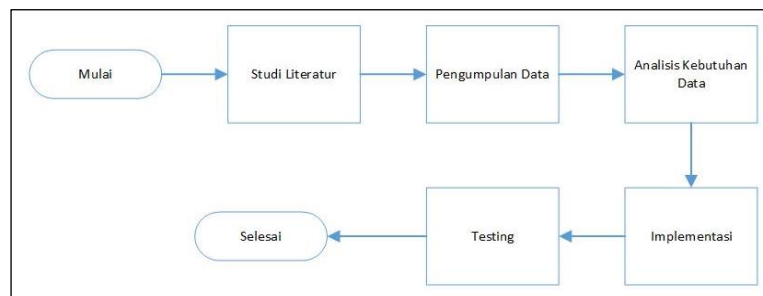 Mulai
Studi Literatur
Pengumpulan Data
Analisis Kebutuhan
Data
Implementasi
Testing
Selesai